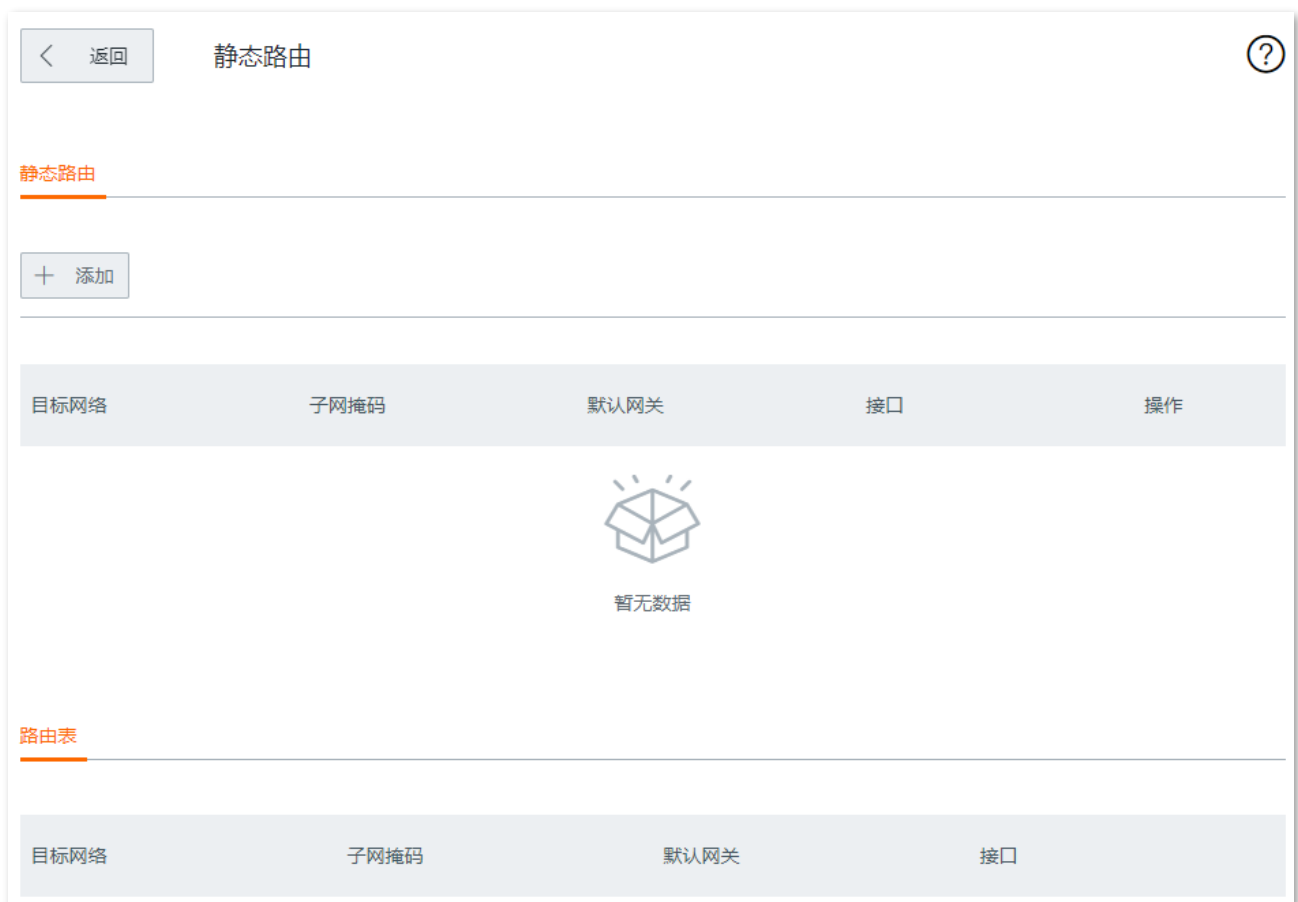 返回 静态路由
静态路由
添加
目标网络 子网掩码 默认网关 接口 操作
暂无数据
路由表
目标网络 子网掩码 默认网关 接口